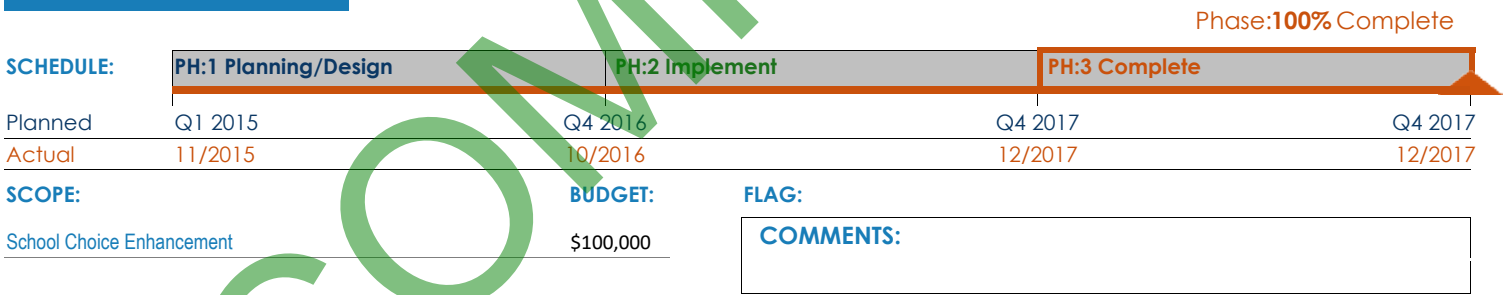 Phase:100% Complete
SCHEDULE: PH:1 Planning/Design PH:2 Implement PH:3 Complete
Planned Q1 2015 Q4 2016 Q4 2017 Q4 2017
Actual 11/2015 10/2016 12/2017 12/2017
SCOPE: BUDGET: FLAG:
School Choice Enhancement $100,000 COMMENTS: